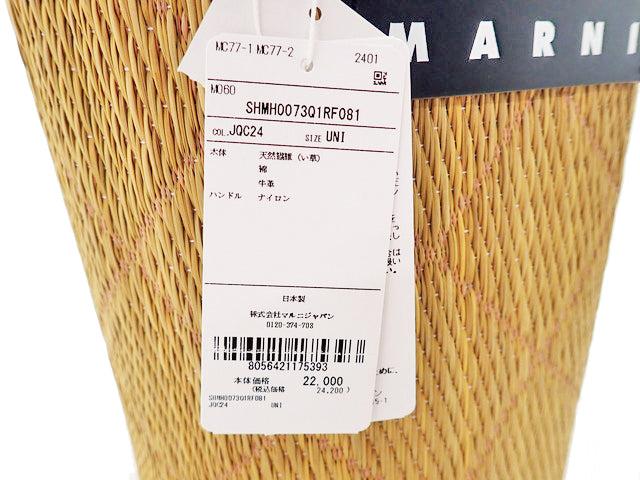 MARNI
MC77-1 MC77-2 2401
M060
SHMH0073Q1RF081
COL. JQC24 SIZE UNI
本体 天然繊維（い草）
綿
牛革
ハンドル ナイロン
日本製
株式会社マルニジャパン
0120-374-708
8056421175393
本体価格 22,000
(税込価格 24,200 )
SHMH0073Q1RF081
JQC24 UNI